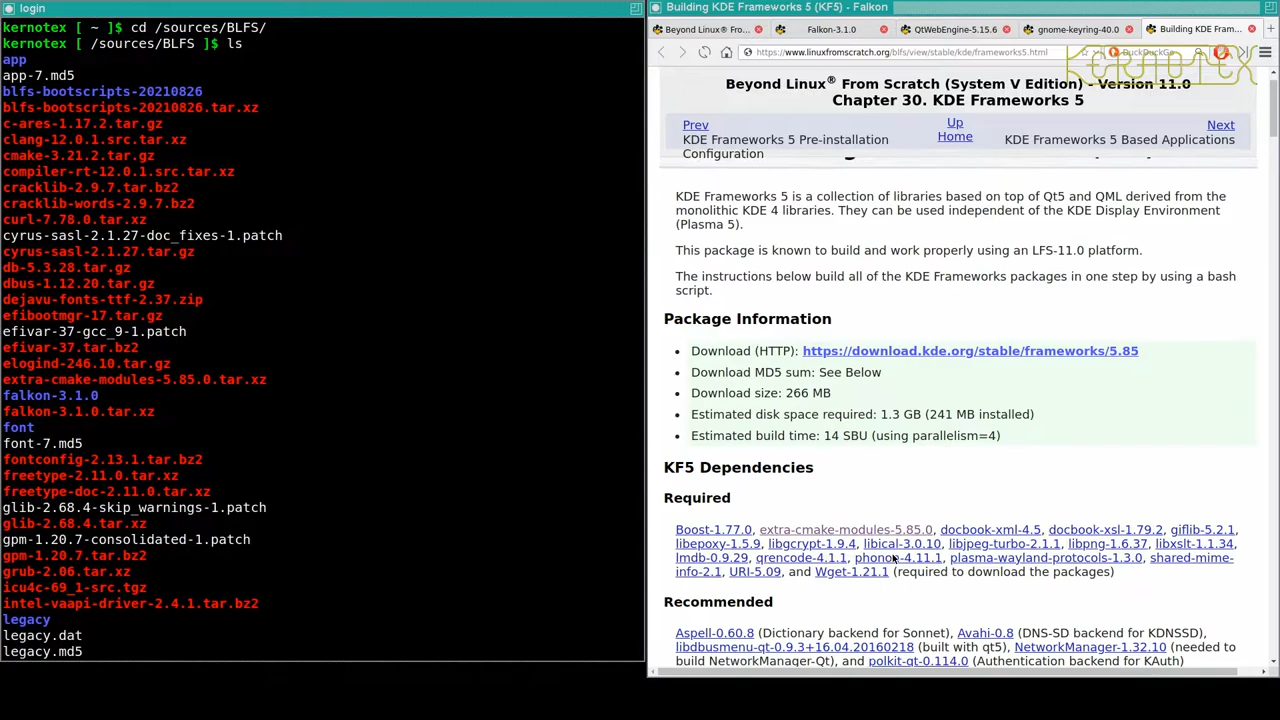 login
kernotex [ ~ ]$ cd /sources/BLFS/
kernotex [ /sources/BLFS ]$ ls
app
app-7.md5
blfs-bootscripts-20210826
blfs-bootscripts-20210826.tar.xz
c-ares-1.17.2.tar.gz
clang-12.0.1.src.tar.xz
cmake-3.21.2.tar.gz
compiler-rt-12.0.1.src.tar.xz
cracklib-2.9.7.tar.bz2
cracklib-words-2.9.7.bz2
curl-7.78.0.tar.xz
cyrus-sasl-2.1.27-doc_fixes-1.patch
cyrus-sasl-2.1.27.tar.gz
db-5.3.28.tar.gz
dbus-1.12.20.tar.gz
dejavu-fonts-ttf-2.37.zip
efibootmgr-17.tar.gz
efivar-37-gcc_9-1.patch
efivar-37.tar.bz2
elogind-246.10.tar.gz
extra-cmake-modules-5.85.0.tar.xz
falkon-3.1.0
falkon-3.1.0.tar.xz
font
font-7.md5
fontconfig-2.13.1.tar.bz2
freetype-2.11.0.tar.xz
freetype-doc-2.11.0.tar.xz
glib-2.68.4-skip_warnings-1.patch
glib-2.68.4.tar.xz
gpm-1.20.7-consolidated-1.patch
gpm-1.20.7.tar.bz2
grub-2.06.tar.xz
icu4c-69_1-src.tgz
intel-vaapi-driver-2.4.1.tar.bz2
legacy
legacy.dat
legacy.md5
Building KDE Frameworks 5 (KF5) - Falkon
Beyond Linux® Fro... Falkon-3.1.0 QtWebEngine-5.15.6 gnome-keyring-40.0 Building KDE Fram...
https://www.linuxfromscratch.org/blfs/view/stable/kde/frameworks5.html DuckDuckGo
KERNOTEX
Beyond Linux® From Scratch (System V Edition) - Version 11.0
Chapter 30. KDE Frameworks 5
Prev Up Next
KDE Frameworks 5 Pre-installation Home KDE Frameworks 5 Based Applications
Configuration
KDE Frameworks 5 is a collection of libraries based on top of Qt5 and QML derived from the
monolithic KDE 4 libraries. They can be used independent of the KDE Display Environment
(Plasma 5).
This package is known to build and work properly using an LFS-11.0 platform.
The instructions below build all of the KDE Frameworks packages in one step by using a bash
script.
Package Information
• Download (HTTP): https://download.kde.org/stable/frameworks/5.85
• Download MD5 sum: See Below
• Download size: 266 MB
• Estimated disk space required: 1.3 GB (241 MB installed)
• Estimated build time: 14 SBU (using parallelism=4)
KF5 Dependencies
Required
Boost-1.77.0, extra-cmake-modules-5.85.0, docbook-xml-4.5, docbook-xsl-1.79.2, giflib-5.2.1,
libepoxy-1.5.9, libgcrypt-1.9.4, libical-3.0.10, libjpeg-turbo-2.1.1, libpng-1.6.37, libxslt-1.1.34,
lmdb-0.9.29, qrencode-4.1.1, phonon-4.11.1, plasma-wayland-protocols-1.3.0, shared-mime-
info-2.1, URI-5.09, and Wget-1.21.1 (required to download the packages)
Recommended
Aspell-0.60.8 (Dictionary backend for Sonnet), Avahi-0.8 (DNS-SD backend for KDNSSD),
libdbusmenu-qt-0.9.3+16.04.20160218 (built with qt5), NetworkManager-1.32.10 (needed to
build NetworkManager-Qt), and polkit-qt-0.114.0 (Authentication backend for KAuth)